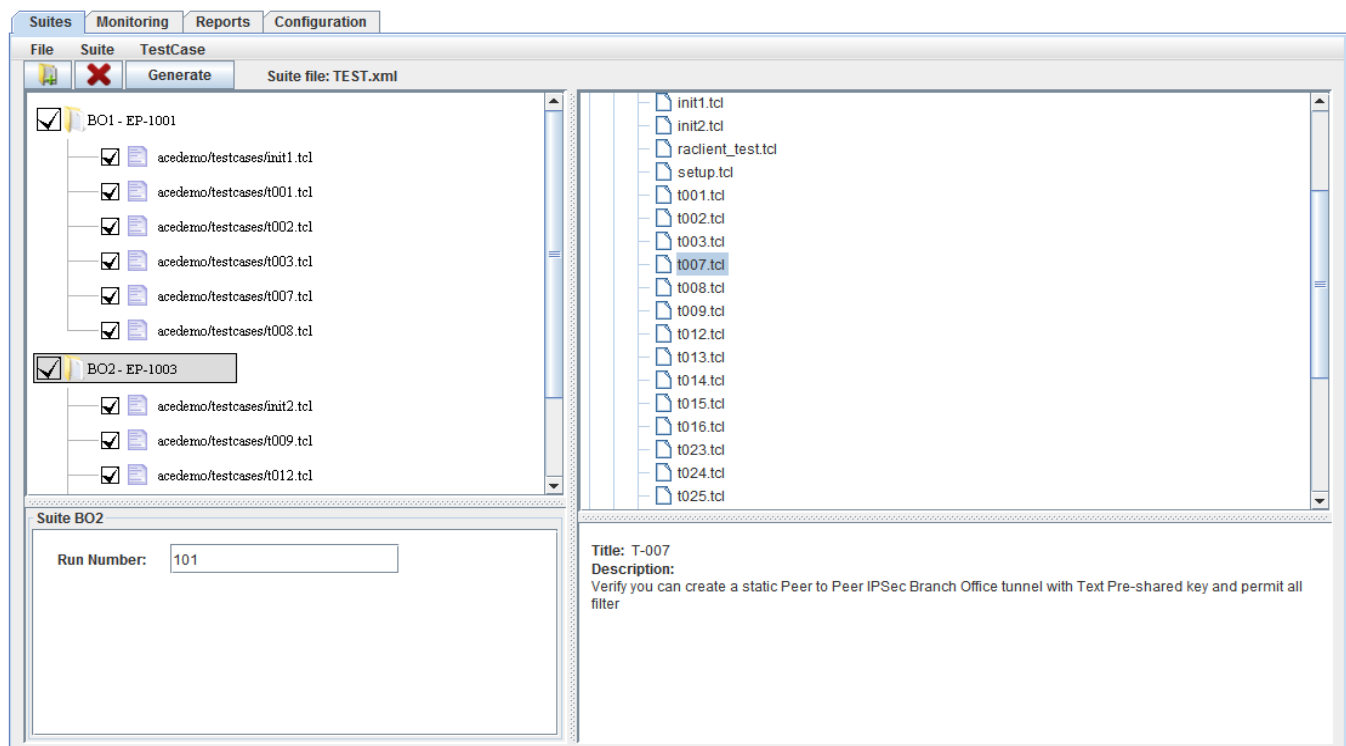 Suites Monitoring Reports Configuration
File Suite TestCase
Generate Suite file: TEST.xml
BO1 - EP-1001
acedemo/testcases/init1.tcl
acedemo/testcases/t001.tcl
acedemo/testcases/t002.tcl
acedemo/testcases/t003.tcl
acedemo/testcases/t007.tcl
acedemo/testcases/t008.tcl
BO2 - EP-1003
acedemo/testcases/init2.tcl
acedemo/testcases/t009.tcl
acedemo/testcases/t012.tcl
init1.tcl
init2.tcl
raclient_test.tcl
setup.tcl
t001.tcl
t002.tcl
t003.tcl
t007.tcl
t008.tcl
t009.tcl
t012.tcl
t013.tcl
t014.tcl
t015.tcl
t016.tcl
t023.tcl
t024.tcl
t025.tcl
Suite BO2
Run Number: 101
Title: T-007
Description:
Verify you can create a static Peer to Peer IPSec Branch Office tunnel with Text Pre-shared key and permit all
filter